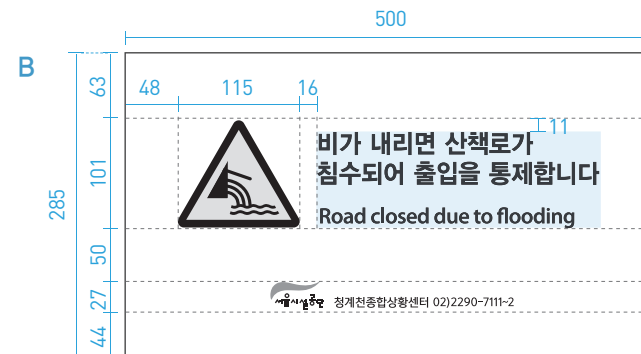 500
B
48 115 16
63
11
비가 내리면 산책로가
침수되어 출입을 통제합니다
101
285
Road closed due to flooding
50
27
서울시설공단 청계천종합상황센터 02)2290-7111~2
44